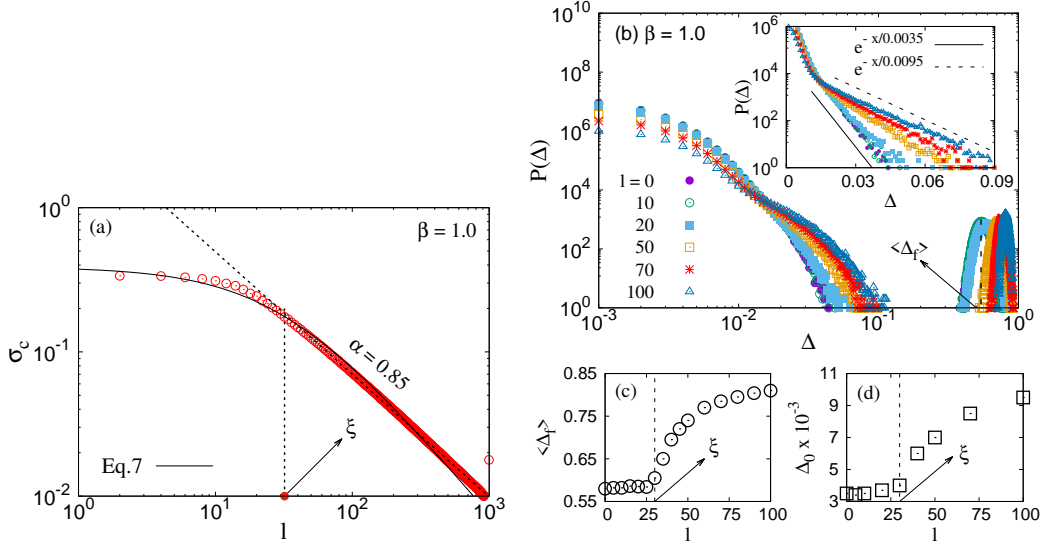 (a)
β = 1.0
σc
10^0
10^-1
10^-2
α = 0.85
ξ
Eq.7
10^0 10^1 10^2 10^3
l
(b) β = 1.0
P(Δ)
10^10
10^8
10^6
10^4
10^2
10^0
l = 0
10
20
50
70
100
<Δf>
10^-3 10^-2 10^-1 10^0
Δ
e^- x/0.0035
e^- x/0.0095
P(Δ)
10^6
10^4
10^2
10^0
0 0.03 0.06 0.09
Δ
(c)
<Δf>
0.85
0.75
0.65
0.55
ξ
0 25 50 75 100
l
(d)
Δ0 x 10^-3
11
9
7
5
3
ξ
0 25 50 75 100
l